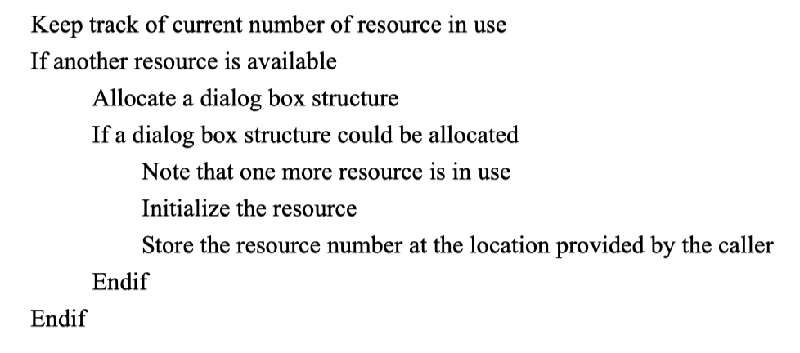 Keep track of current number of resource in use
If another resource is available
Allocate a dialog box structure
If a dialog box structure could be allocated
Note that one more resource is in use
Initialize the resource
Store the resource number at the location provided by the caller
Endif
Endif